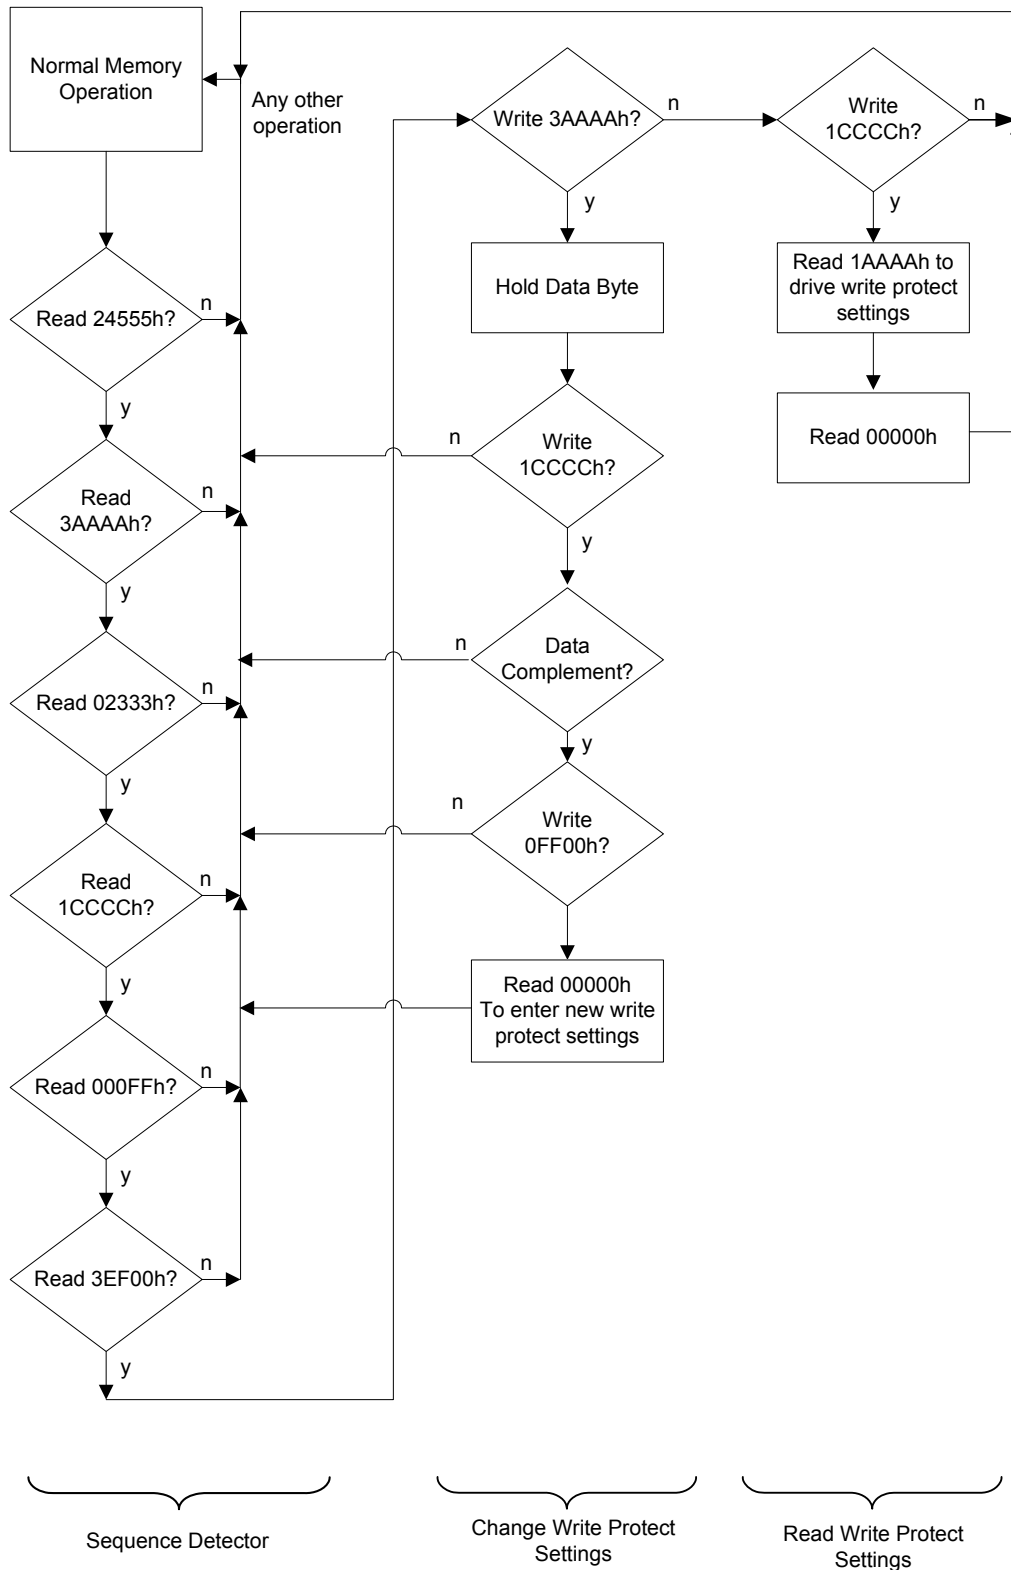 Normal Memory
Operation
Any other
operation
Read 24555h?
n
y
Read
3AAAAh?
n
y
Read 02333h?
n
y
Read
1CCCCh?
n
y
Read 000FFh?
n
y
Read 3EF00h?
n
y
Write 3AAAAh?
n
y
Hold Data Byte
Write
1CCCCh?
n
y
Data
Complement?
n
y
Write
0FF00h?
n
Read 00000h
To enter new write
protect settings
Write
1CCCCh?
n
y
Read 1AAAAh to
drive write protect
settings
Read 00000h
Sequence Detector
Change Write Protect
Settings
Read Write Protect
Settings